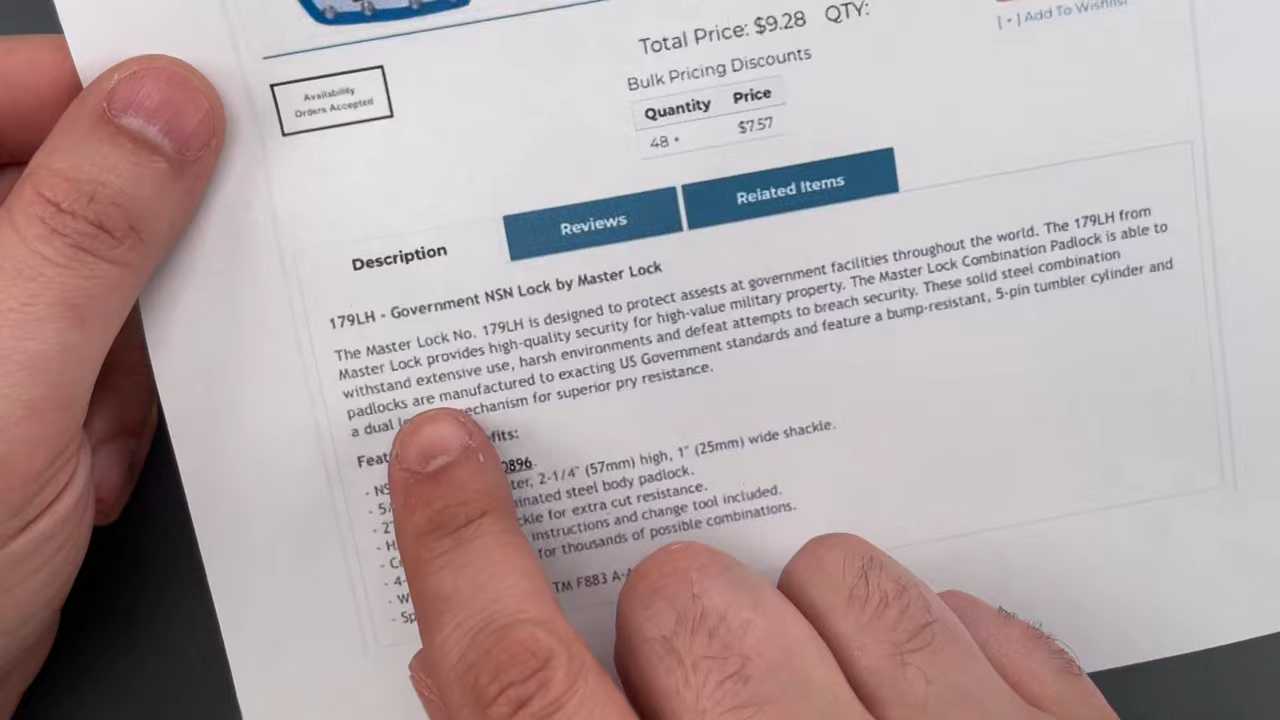 Total Price: $9.28 QTY:
[ + ] Add To Wishlist
Availability
Orders Accepted
Bulk Pricing Discounts
Quantity Price
48 + $7.57
Description Reviews Related Items
179LH - Government NSN Lock by Master Lock
The Master Lock No. 179LH is designed to protect assests at government facilities throughout the world. The 179LH from
Master Lock provides high-quality security for high-value military property. The Master Lock Combination Padlock is able to
withstand extensive use, harsh environments and defeat attempts to breach security. These solid steel combination
padlocks are manufactured to exacting US Government standards and feature a bump-resistant, 5-pin tumbler cylinder and
a dual mechanism for superior pry resistance.
0896.
2-1/4" (57mm) high, 1" (25mm) wide shackle.
steel body padlock.
for extra cut resistance.
instructions and change tool included.
for thousands of possible combinations.
F883